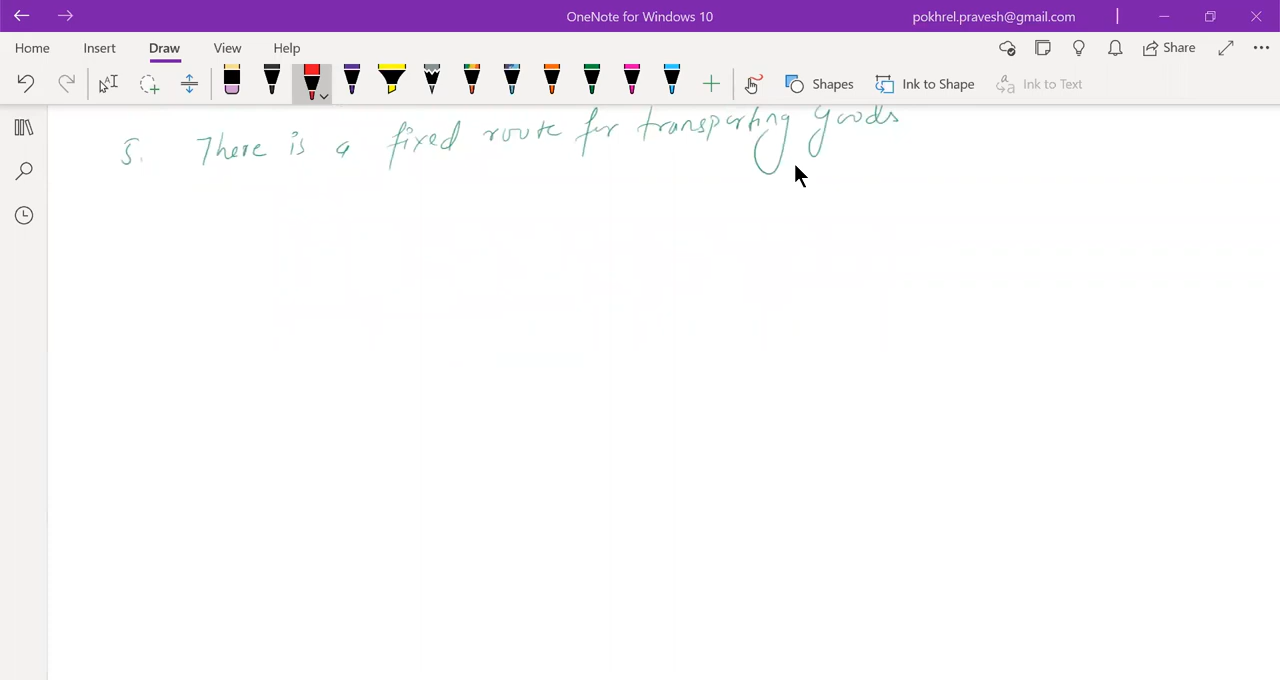 OneNote for Windows 10
pokhrel.pravesh@gmail.com
Home Insert Draw View Help
Share
Shapes
Ink to Shape
Ink to Text
5. There is a fixed route for transporting goods